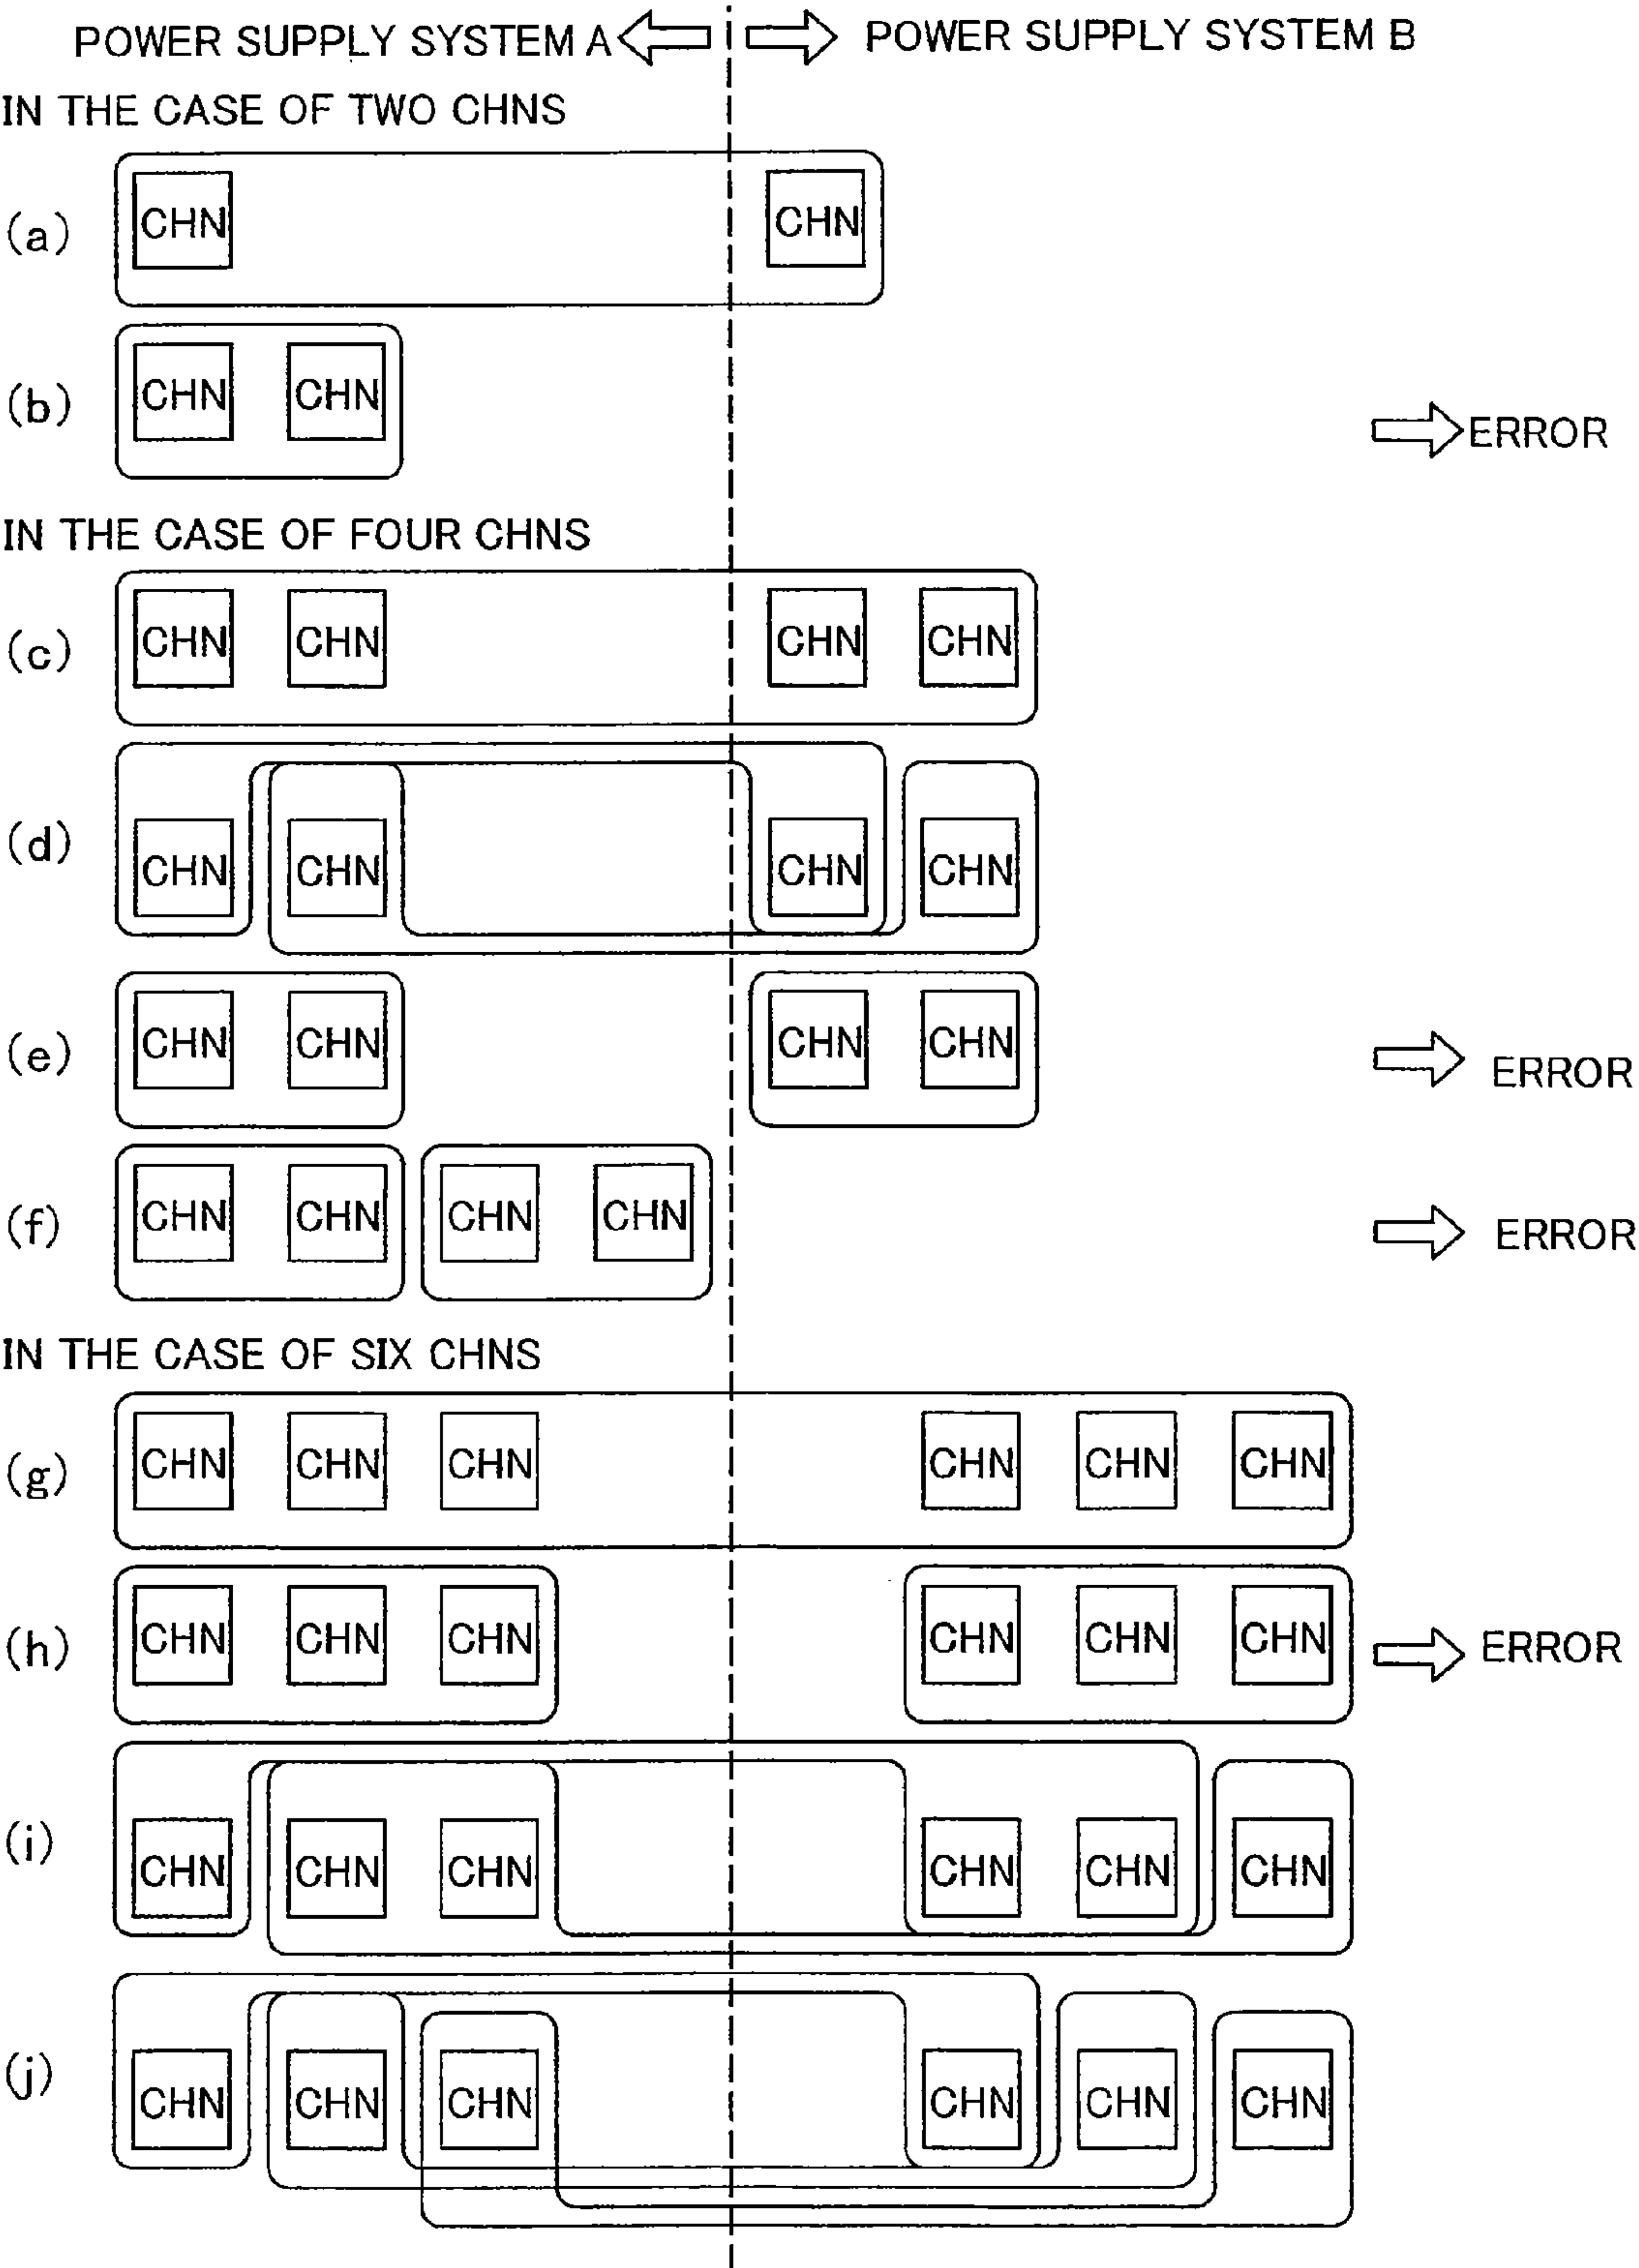 POWER SUPPLY SYSTEM A POWER SUPPLY SYSTEM B
IN THE CASE OF TWO CHNS
(a) CHN CHN
(b) CHN CHN ERROR
IN THE CASE OF FOUR CHNS
(c) CHN CHN CHN CHN
(d) CHN CHN CHN CHN
(e) CHN CHN CHN CHN ERROR
(f) CHN CHN CHN CHN ERROR
IN THE CASE OF SIX CHNS
(g) CHN CHN CHN CHN CHN CHN
(h) CHN CHN CHN CHN CHN CHN ERROR
(i) CHN CHN CHN CHN CHN CHN
(j) CHN CHN CHN CHN CHN CHN